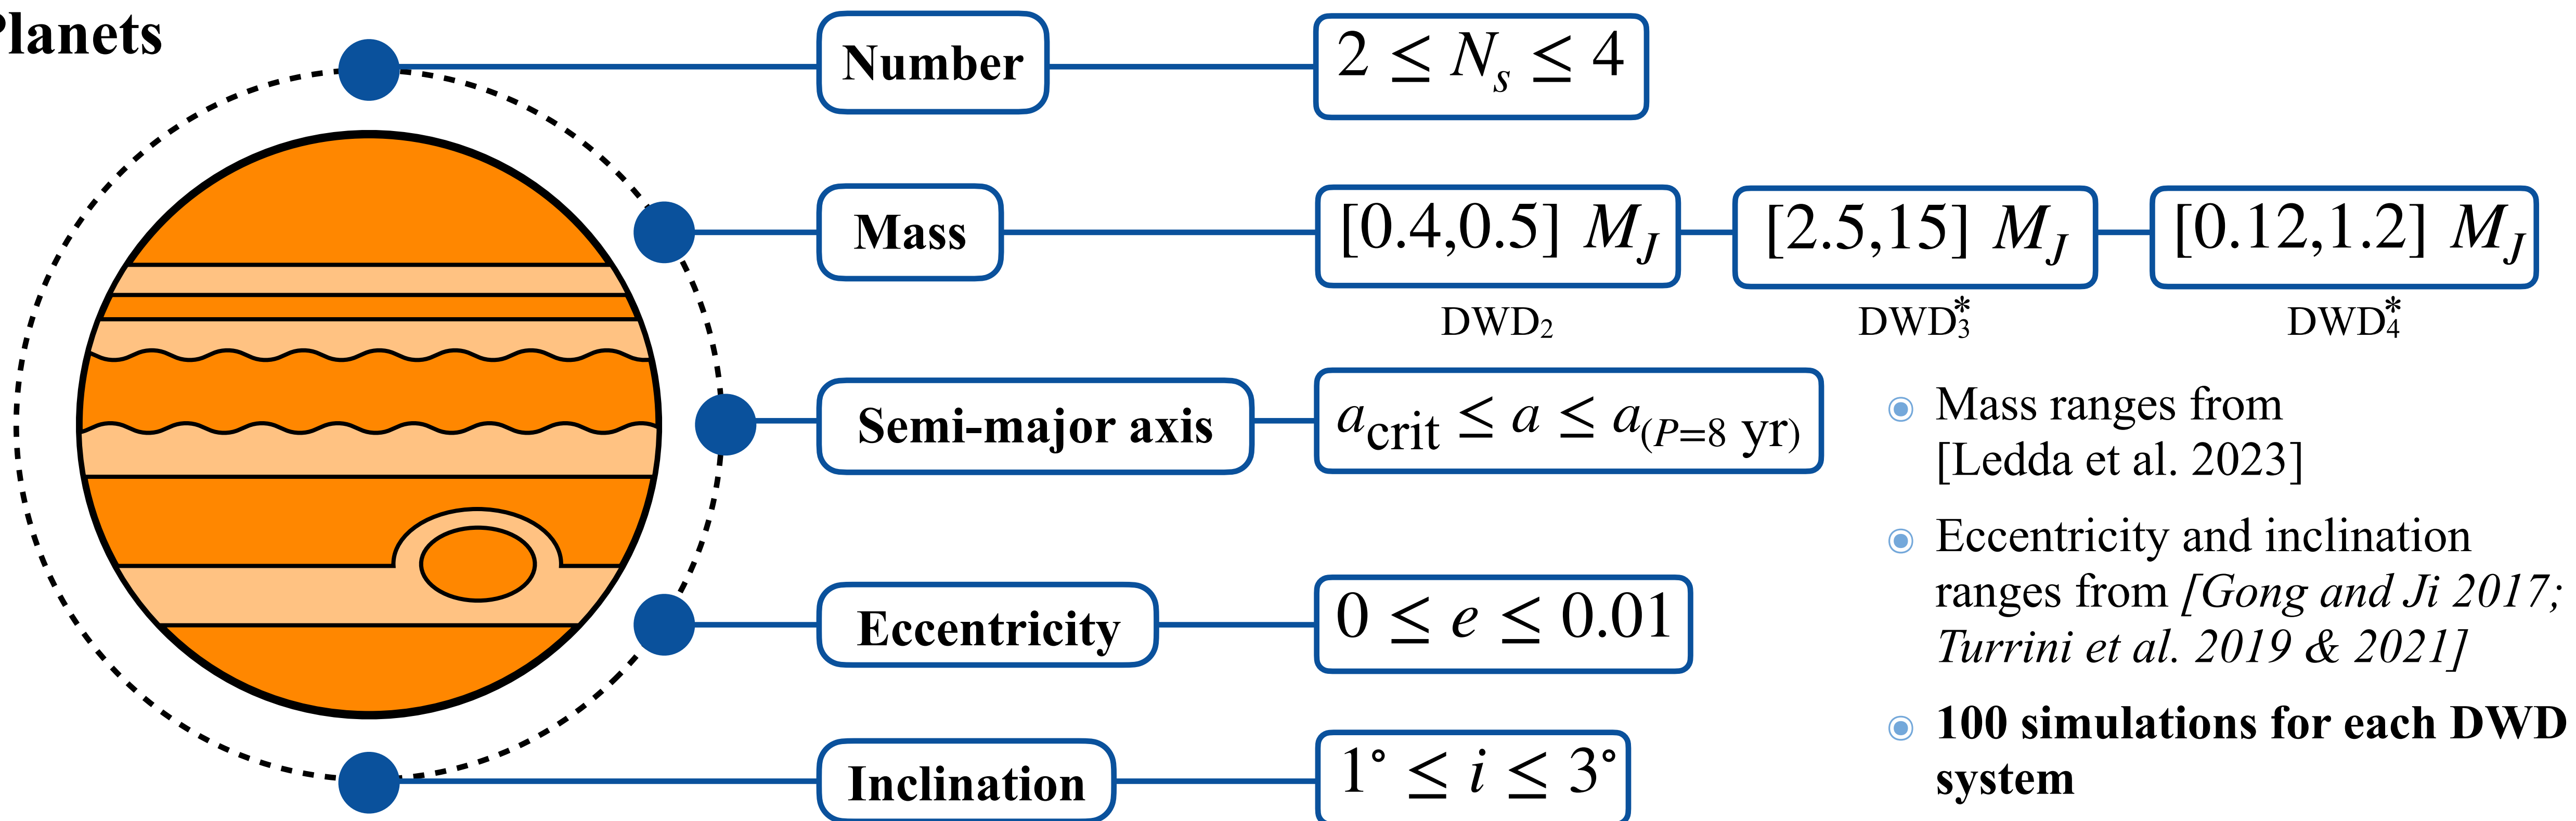 Planets
Number
2 ≤ N_s ≤ 4
Mass
[0.4,0.5] M_J
[2.5,15] M_J
[0.12,1.2] M_J
DWD₂
DWD₃*
DWD₄*
Semi-major axis
a_crit ≤ a ≤ a_(P=8 yr)
Eccentricity
0 ≤ e ≤ 0.01
Inclination
1° ≤ i ≤ 3°
Mass ranges from
[Ledda et al. 2023]
Eccentricity and inclination
ranges from [Gong and Ji 2017;
Turrini et al. 2019 & 2021]
100 simulations for each DWD
system